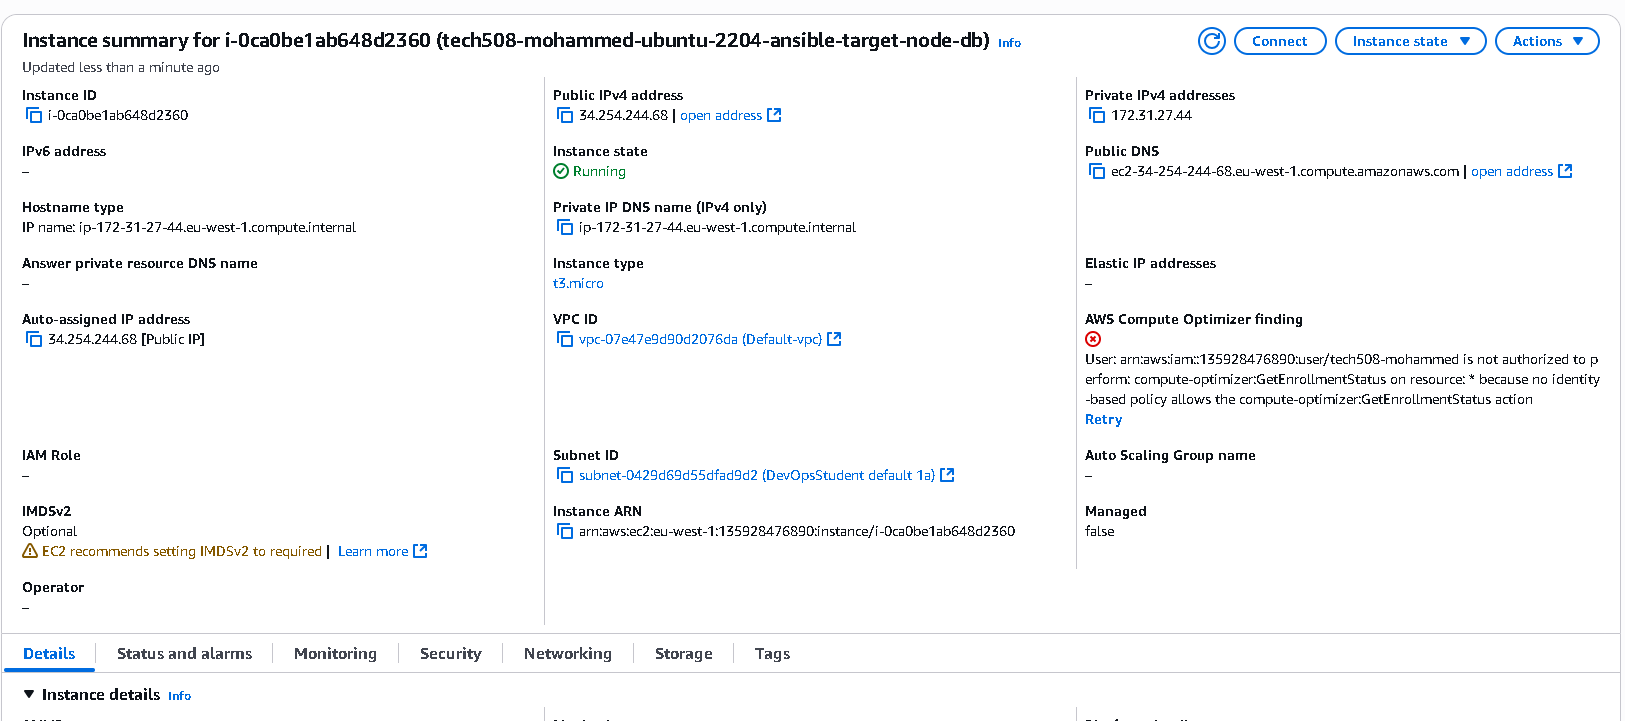 Instance summary for i-0ca0be1ab648d2360 (tech508-mohammed-ubuntu-2204-ansible-target-node-db) Info
Connect
Instance state
Actions
Updated less than a minute ago
Instance ID
i-0ca0be1ab648d2360
Public IPv4 address
34.254.244.68 | open address
Private IPv4 addresses
172.31.27.44
IPv6 address
–
Instance state
Running
Public DNS
ec2-34-254-244-68.eu-west-1.compute.amazonaws.com | open address
Hostname type
IP name: ip-172-31-27-44.eu-west-1.compute.internal
Private IP DNS name (IPv4 only)
ip-172-31-27-44.eu-west-1.compute.internal
Answer private resource DNS name
–
Instance type
t3.micro
Elastic IP addresses
–
Auto-assigned IP address
34.254.244.68 [Public IP]
VPC ID
vpc-07e47e9d90d2076da (Default-vpc)
AWS Compute Optimizer finding
User: arn:aws:iam::135928476890:user/tech508-mohammed is not authorized to p
erform: compute-optimizer:GetEnrollmentStatus on resource: * because no identity
-based policy allows the compute-optimizer:GetEnrollmentStatus action
Retry
IAM Role
–
Subnet ID
subnet-0429d69d55dfad9d2 (DevOpsStudent default 1a)
Auto Scaling Group name
–
IMDSv2
Optional
EC2 recommends setting IMDSv2 to required | Learn more
Instance ARN
arn:aws:ec2:eu-west-1:135928476890:instance/i-0ca0be1ab648d2360
Managed
false
Operator
–
Details
Status and alarms
Monitoring
Security
Networking
Storage
Tags
Instance details Info